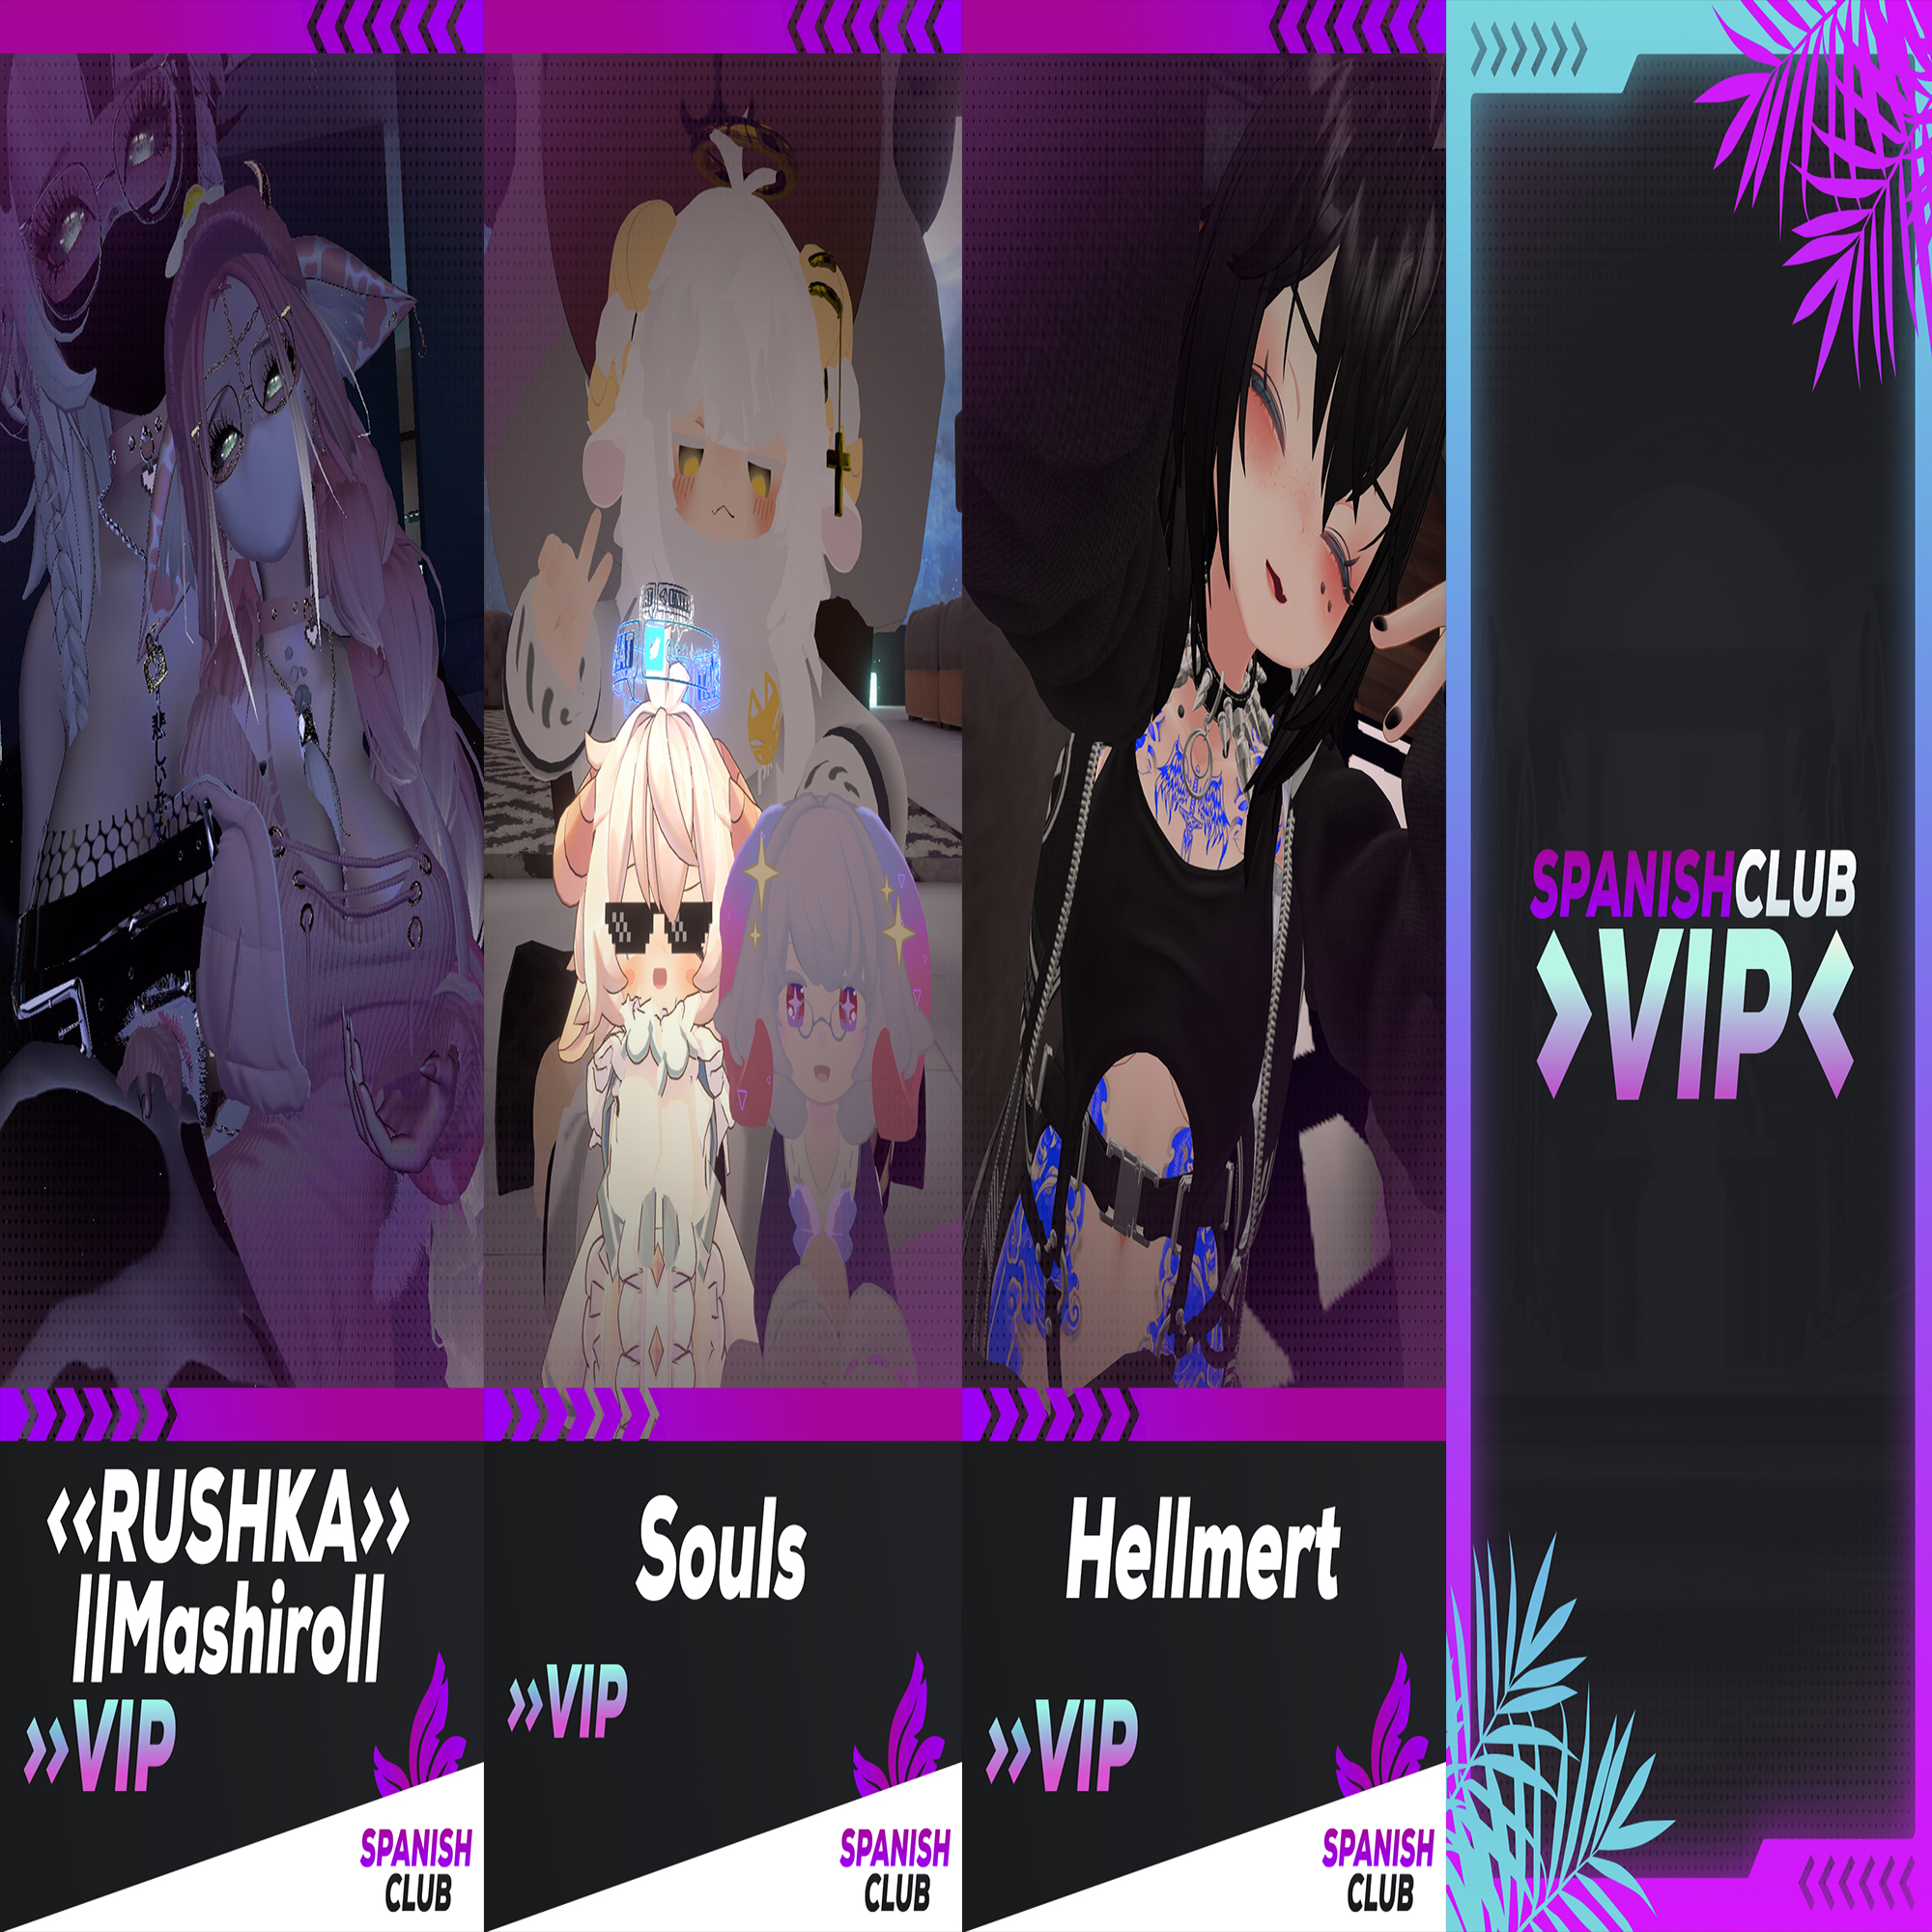 ‹‹RUSHKA››
||Mashiro||
››VIP
SPANISH
CLUB
Souls
››VIP
SPANISH
CLUB
Hellmert
››VIP
SPANISH
CLUB
SPANISHCLUB
›VIP‹